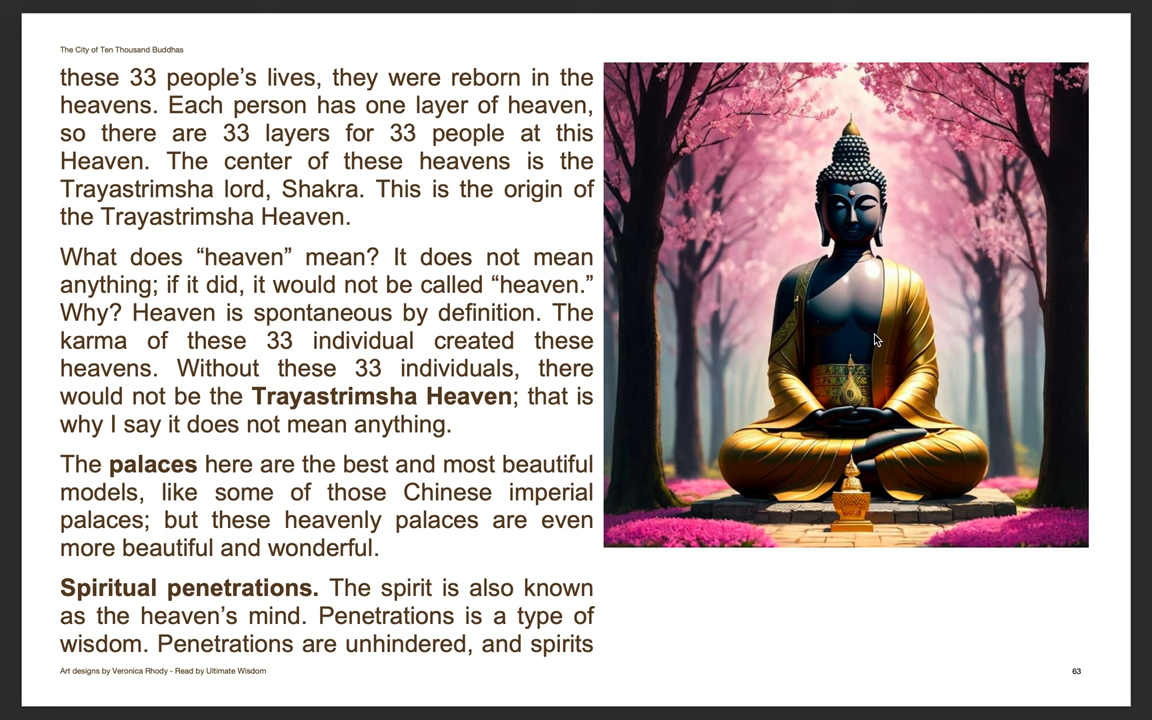 The City of Ten Thousand Buddhas
these 33 people’s lives, they were reborn in the
heavens. Each person has one layer of heaven,
so there are 33 layers for 33 people at this
Heaven. The center of these heavens is the
Trayastrimsha lord, Shakra. This is the origin of
the Trayastrimsha Heaven.
What does “heaven” mean? It does not mean
anything; if it did, it would not be called “heaven.”
Why? Heaven is spontaneous by definition. The
karma of these 33 individual created these
heavens. Without these 33 individuals, there
would not be the Trayastrimsha Heaven; that is
why I say it does not mean anything.
The palaces here are the best and most beautiful
models, like some of those Chinese imperial
palaces; but these heavenly palaces are even
more beautiful and wonderful.
Spiritual penetrations. The spirit is also known
as the heaven’s mind. Penetrations is a type of
wisdom. Penetrations are unhindered, and spirits
Art designs by Veronica Rhody - Read by Ultimate Wisdom
63